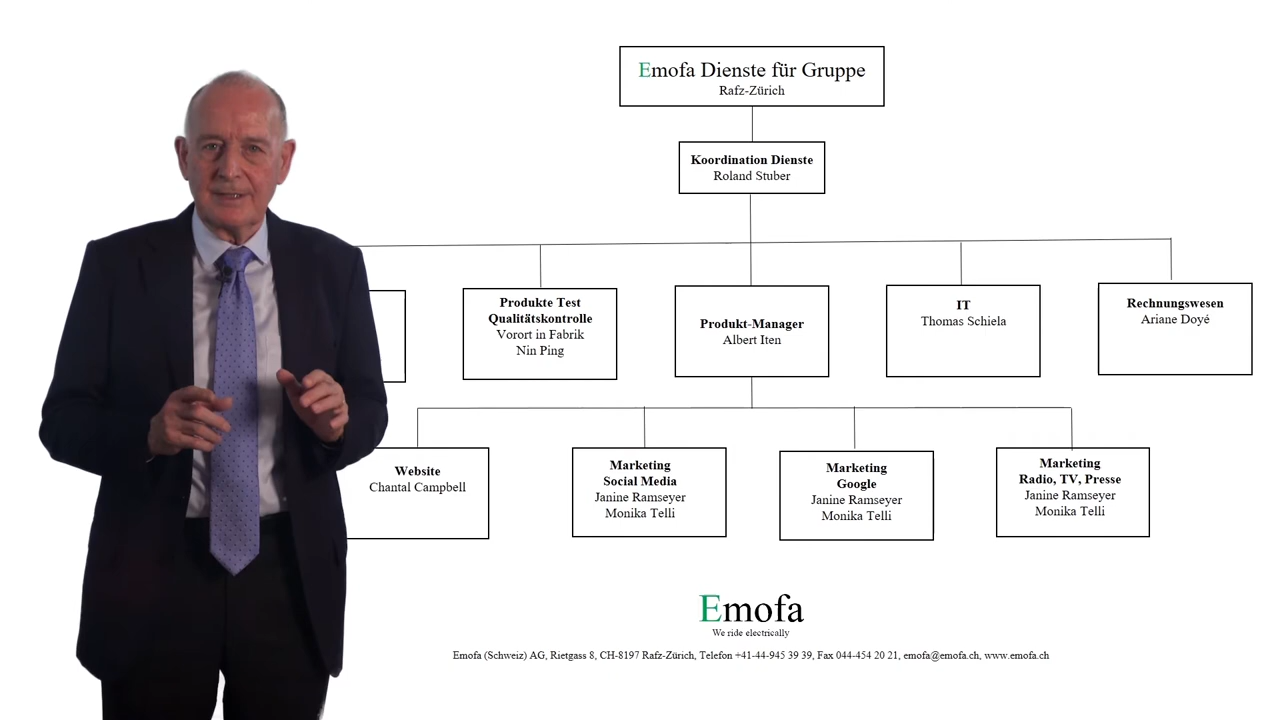 Emofa Dienste für Gruppe
Rafz-Zürich
Koordination Dienste
Roland Stuber
Produkte Test
Qualitätskontrolle
Vorort in Fabrik
Nin Ping
Produkt-Manager
Albert Iten
IT
Thomas Schiela
Rechnungswesen
Ariane Doyé
Website
Chantal Campbell
Marketing
Social Media
Janine Ramseyer
Monika Telli
Marketing
Google
Janine Ramseyer
Monika Telli
Marketing
Radio, TV, Presse
Janine Ramseyer
Monika Telli
Emofa
We ride electrically
Emofa (Schweiz) AG, Rietgass 8, CH-8197 Rafz-Zürich, Telefon +41-44-945 39 39, Fax 044-454 20 21, emofa@emofa.ch, www.emofa.ch